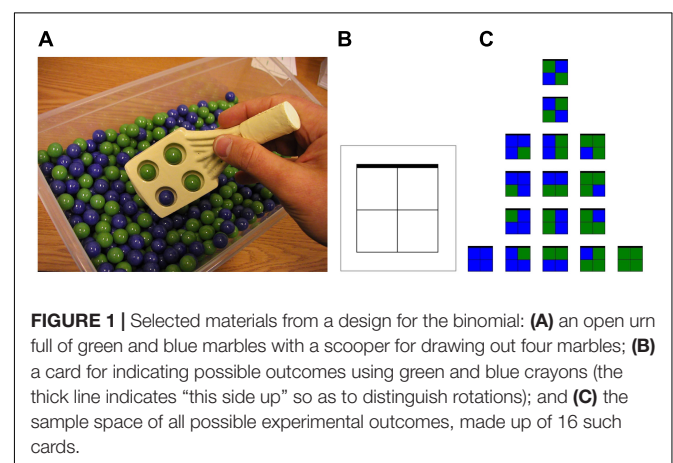 A
B
C
FIGURE 1 | Selected materials from a design for the binomial: (A) an open urn
full of green and blue marbles with a scooper for drawing out four marbles; (B)
a card for indicating possible outcomes using green and blue crayons (the
thick line indicates “this side up” so as to distinguish rotations); and (C) the
sample space of all possible experimental outcomes, made up of 16 such
cards.